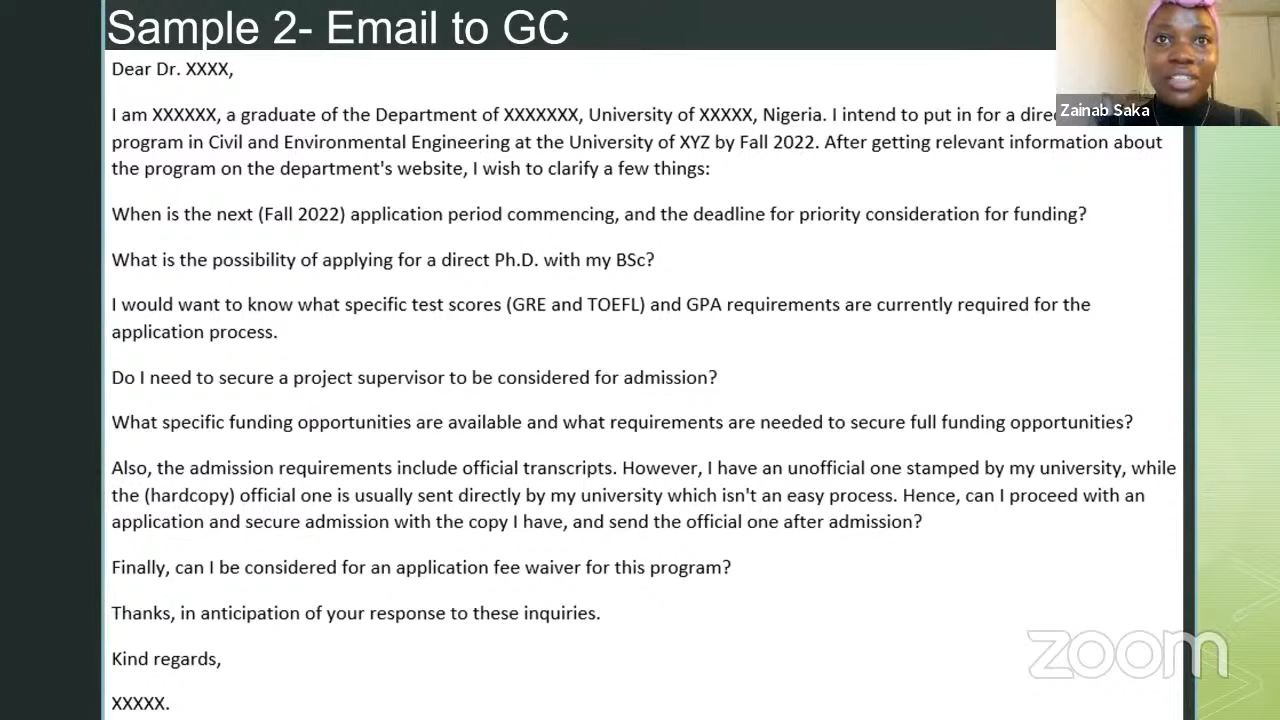 Sample 2- Email to GC
Dear Dr. XXXX,
Zainab Saka
I am XXXXXX, a graduate of the Department of XXXXXXX, University of XXXXX, Nigeria. I intend to put in for a
program in Civil and Environmental Engineering at the University of XYZ by Fall 2022. After getting relevant information about
the program on the department's website, I wish to clarify a few things:
When is the next (Fall 2022) application period commencing, and the deadline for priority consideration for funding?
What is the possibility of applying for a direct Ph.D. with my BSc?
I would want to know what specific test scores (GRE and TOEFL) and GPA requirements are currently required for the
application process.
Do I need to secure a project supervisor to be considered for admission?
What specific funding opportunities are available and what requirements are needed to secure full funding opportunities?
Also, the admission requirements include official transcripts. However, I have an unofficial one stamped by my university, while
the (hardcopy) official one is usually sent directly by my university which isn't an easy process. Hence, can I proceed with an
application and secure admission with the copy I have, and send the official one after admission?
Finally, can I be considered for an application fee waiver for this program?
Thanks, in anticipation of your response to these inquiries.
Kind regards,
XXXXX.
zoom